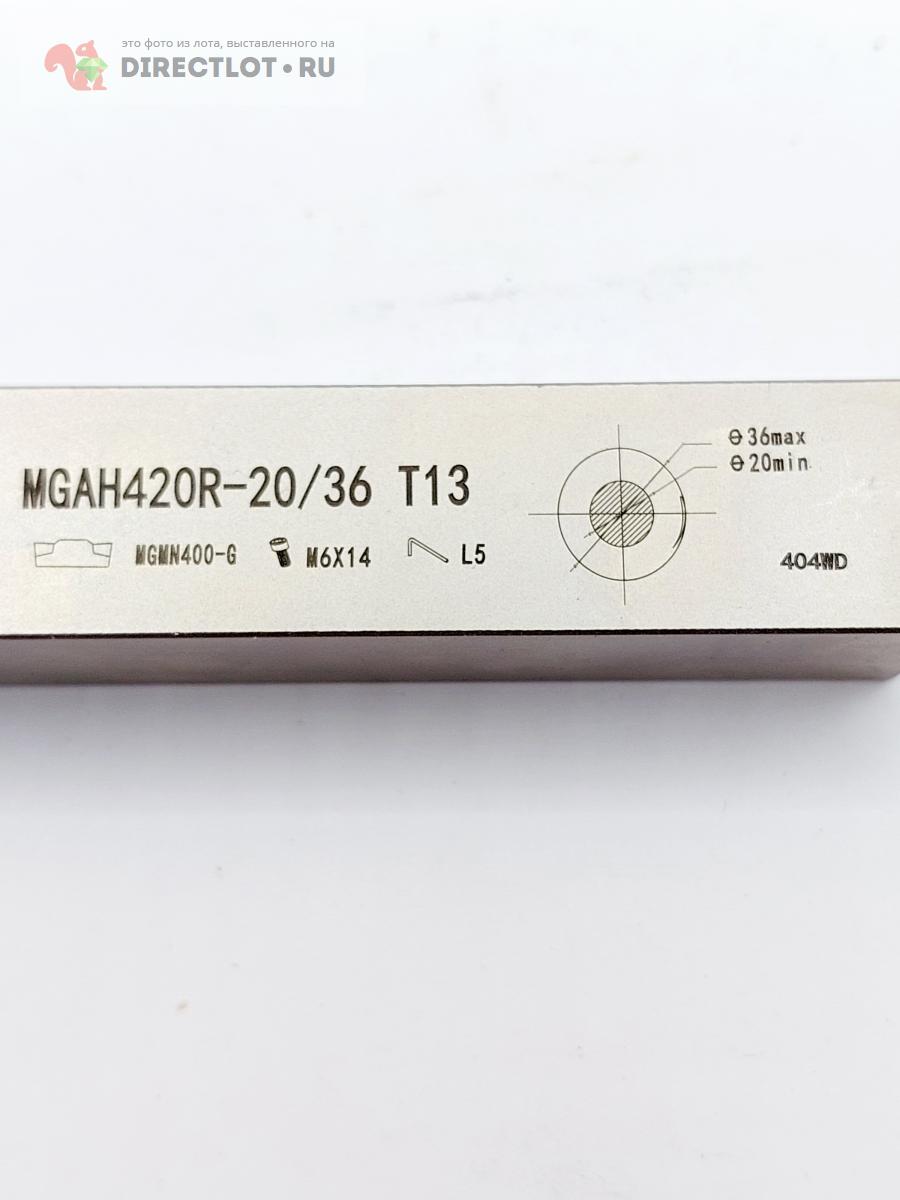 это фото из лота, выставленного на
DIRECTLOT•RU
MGAH420R-20/36 T13
MGMN400-G M6X14 L5
Θ36max
Θ20min
404WD